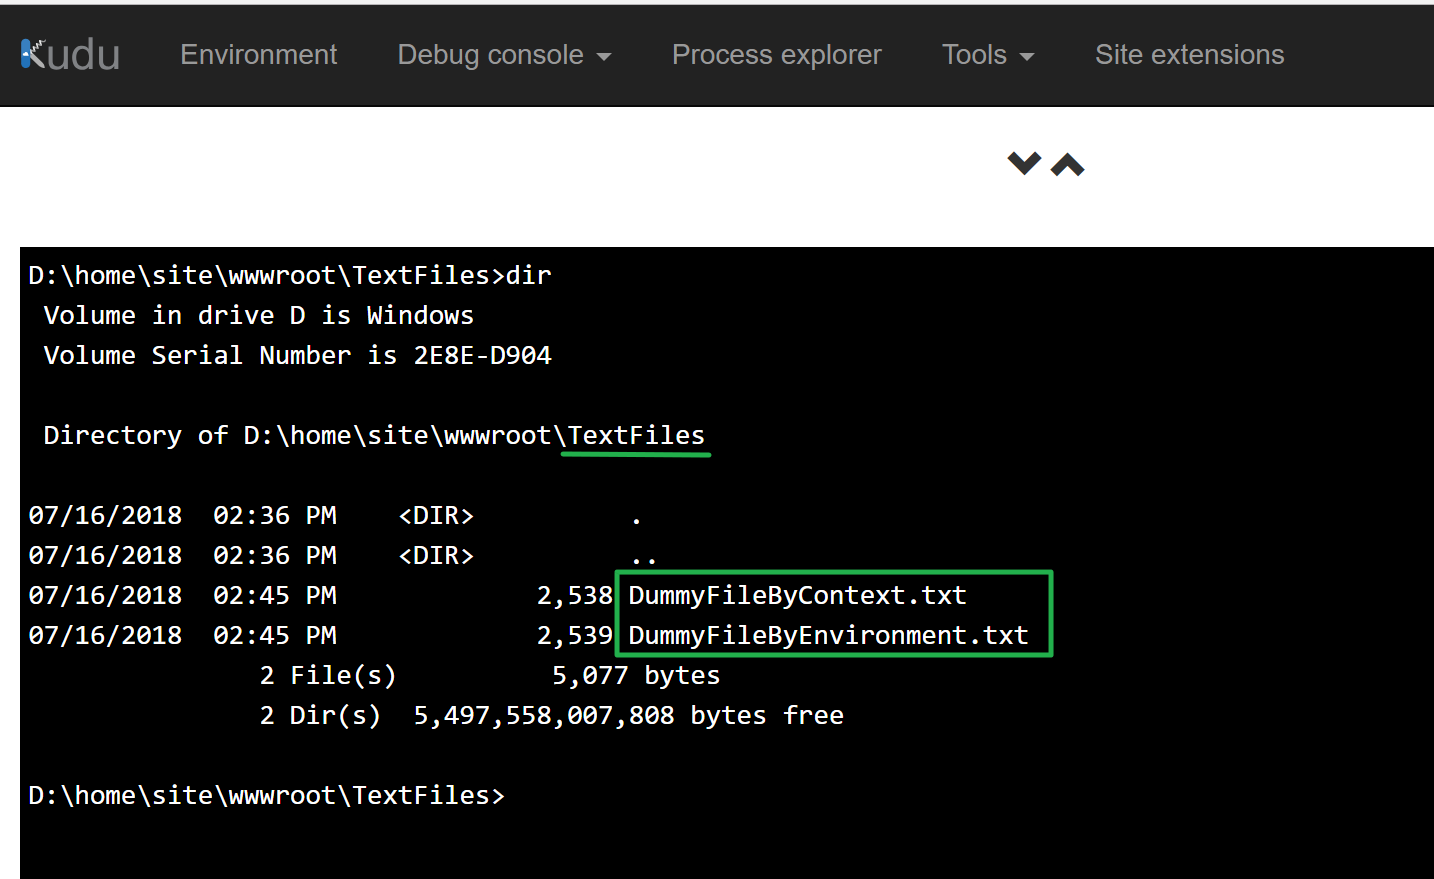 Kudu Environment Debug console Process explorer Tools Site extensions
D:\home\site\wwwroot\TextFiles>dir
Volume in drive D is Windows
Volume Serial Number is 2E8E-D904
Directory of D:\home\site\wwwroot\TextFiles
07/16/2018  02:36 PM    <DIR>          .
07/16/2018  02:36 PM    <DIR>          ..
07/16/2018  02:45 PM             2,538 DummyFileByContext.txt
07/16/2018  02:45 PM             2,539 DummyFileByEnvironment.txt
2 File(s)          5,077 bytes
2 Dir(s)  5,497,558,007,808 bytes free
D:\home\site\wwwroot\TextFiles>